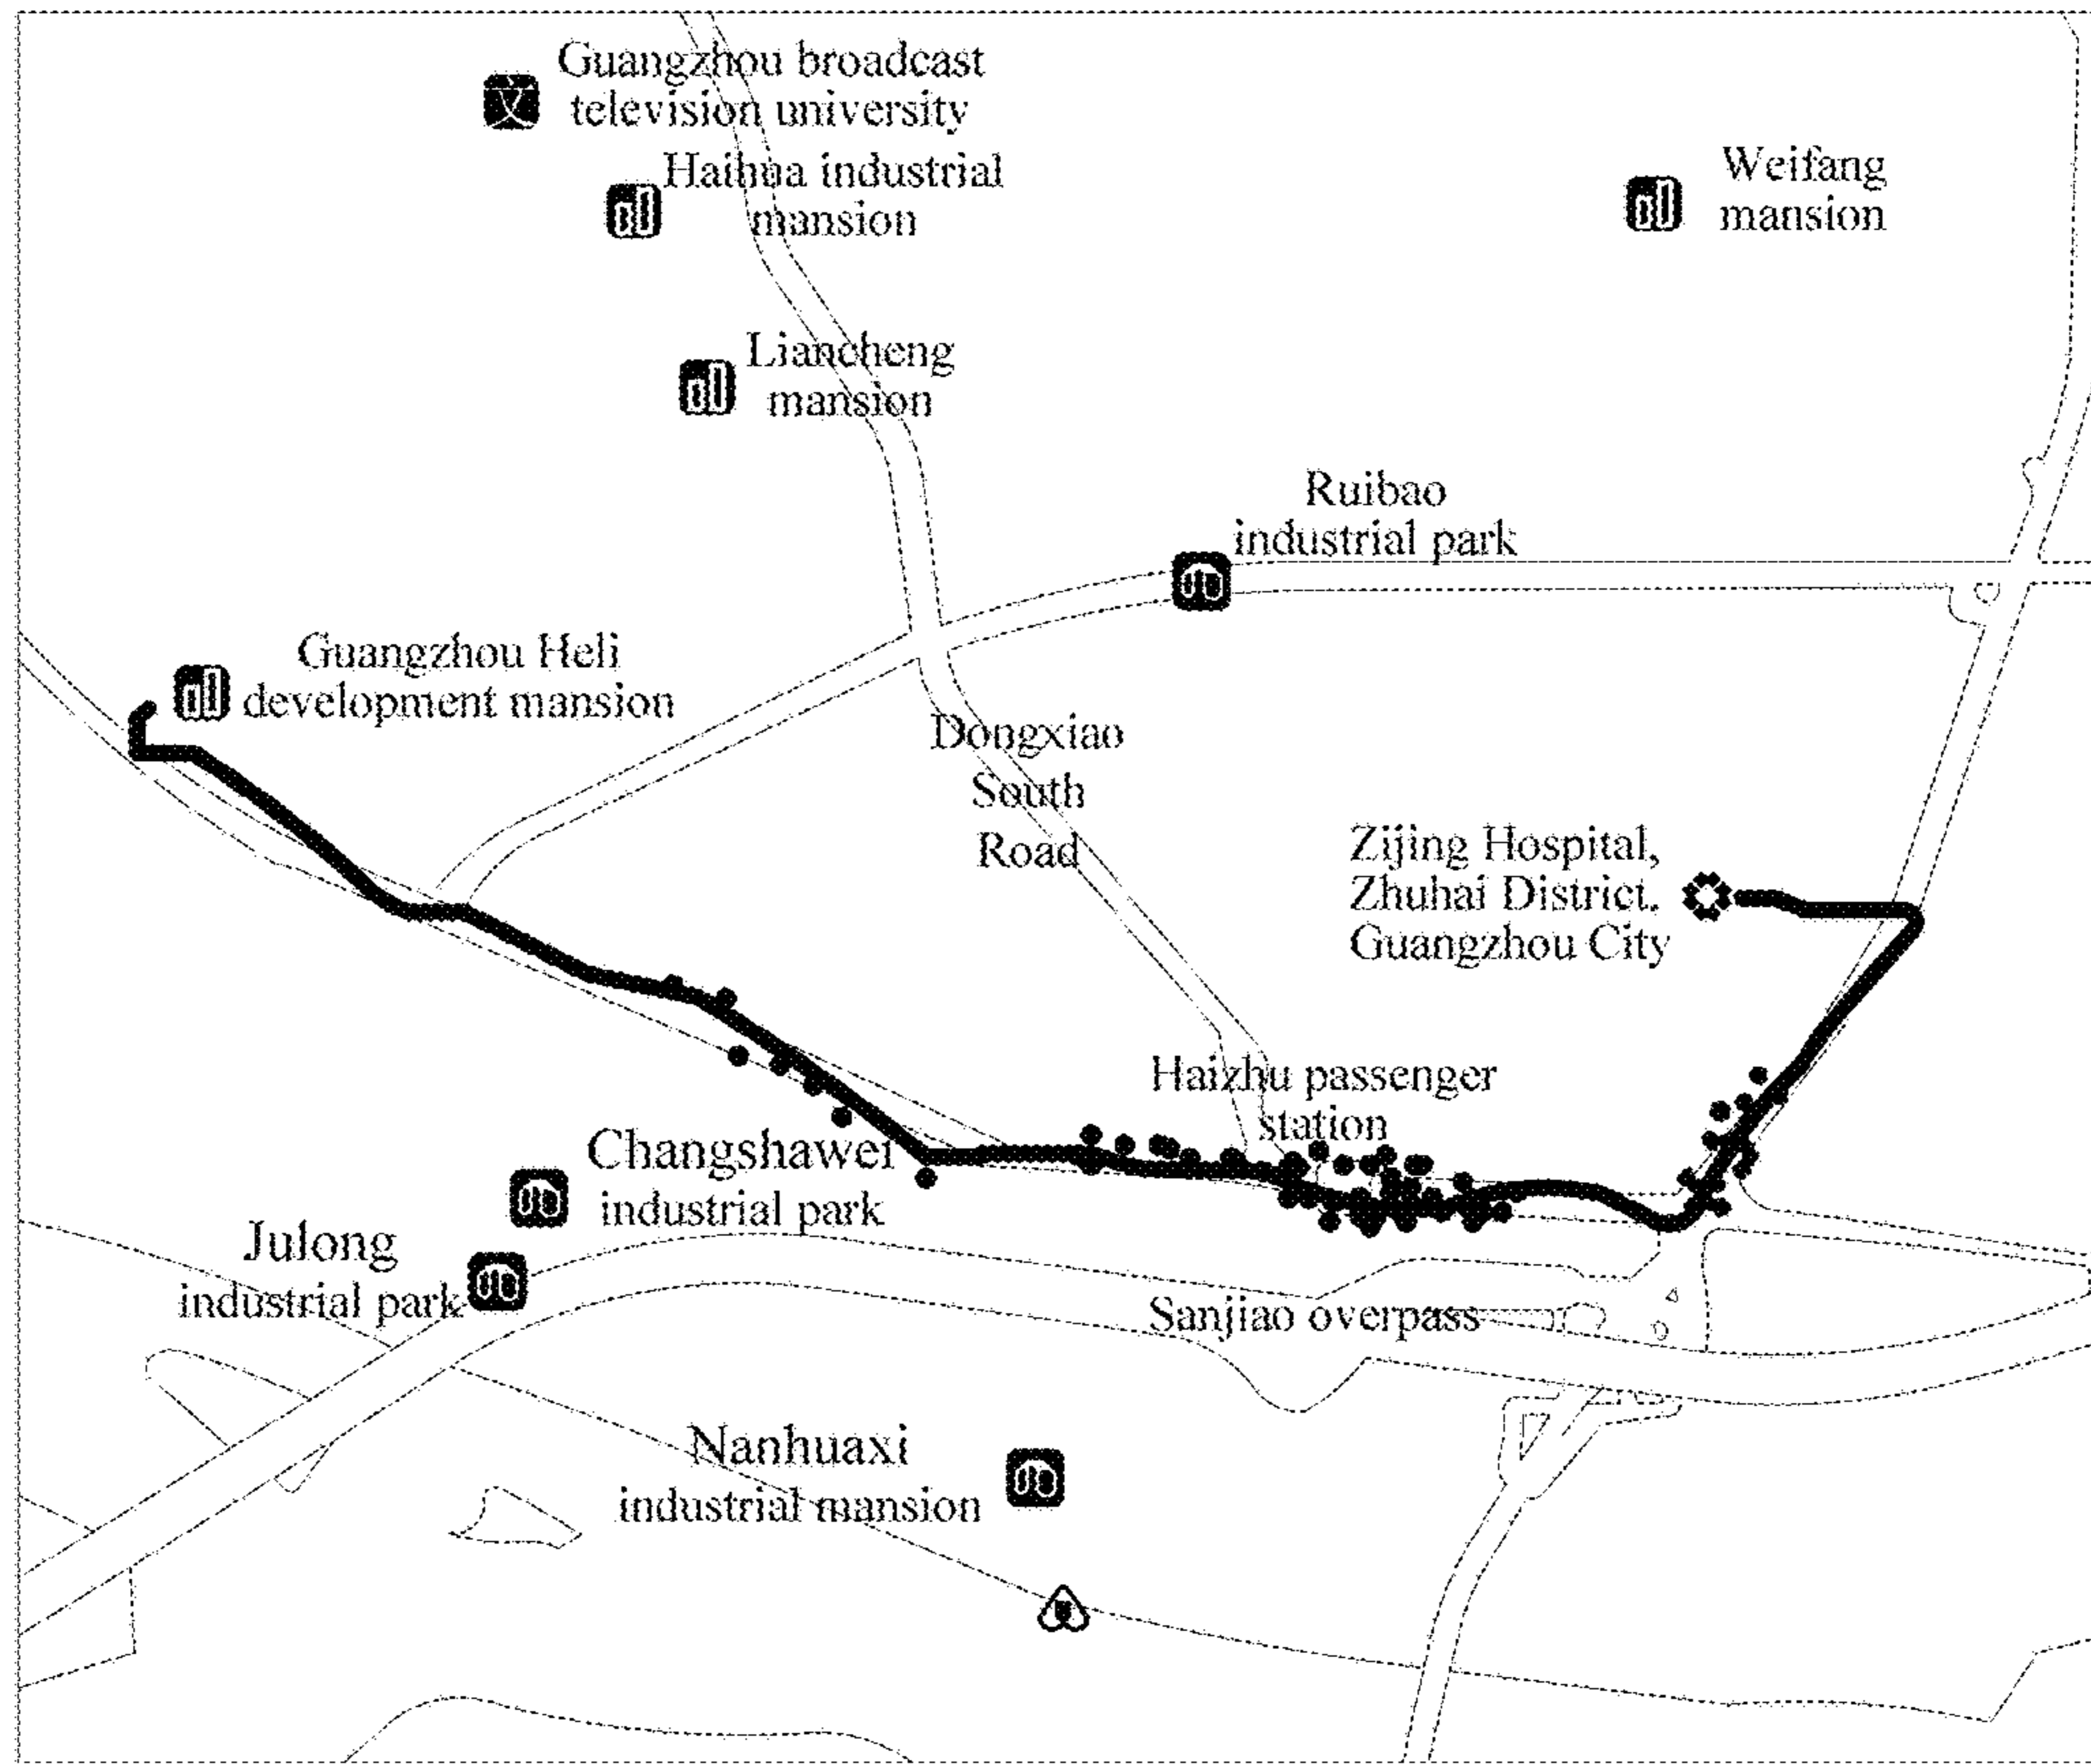 Guangzhou broadcast
television university
Haihua industrial
mansion
Weifang
mansion
Liancheng
mansion
Ruibao
industrial park
Guangzhou Heli
development mansion
Dongxiao
South
Road
Zijing Hospital,
Zhuhai District,
Guangzhou City
Haizhu passenger
station
Changshawei
industrial park
Julong
industrial park
Sanjiao overpass
Nanhuaxi
industrial mansion